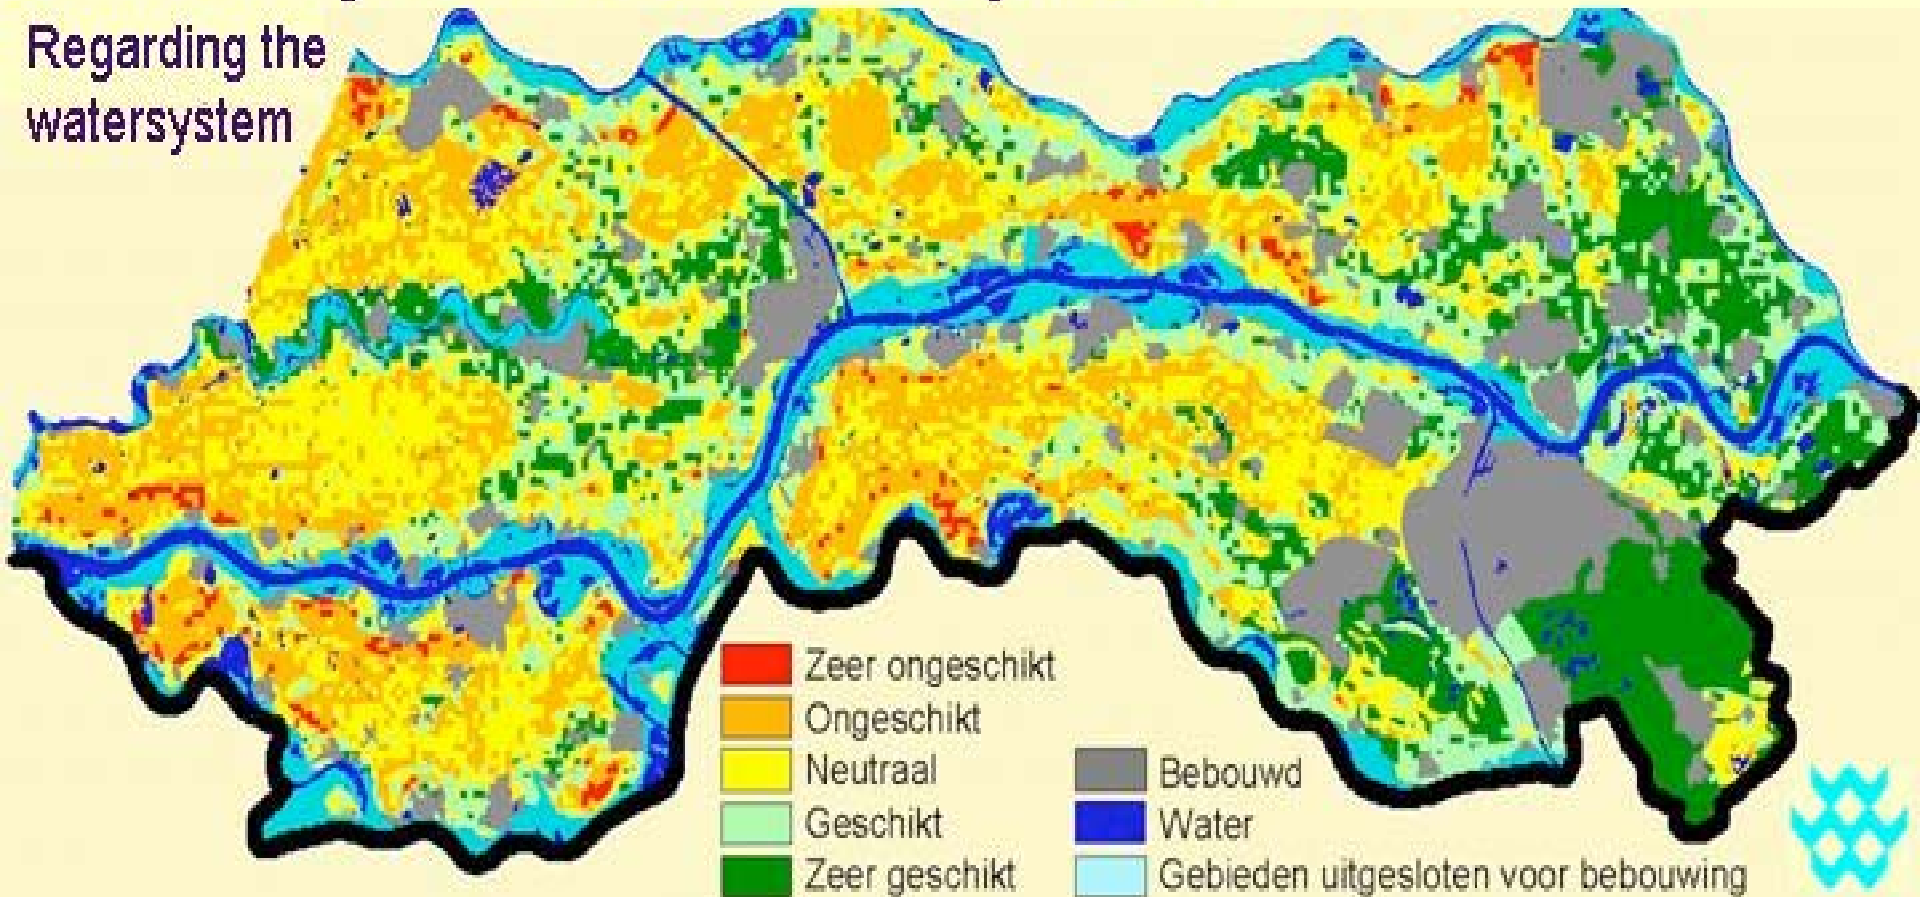 Regarding the
watersystem
Zeer ongeschikt
Ongeschikt
Neutraal
Geschikt
Zeer geschikt
Bebouwd
Water
Gebieden uitgesloten voor bebouwing